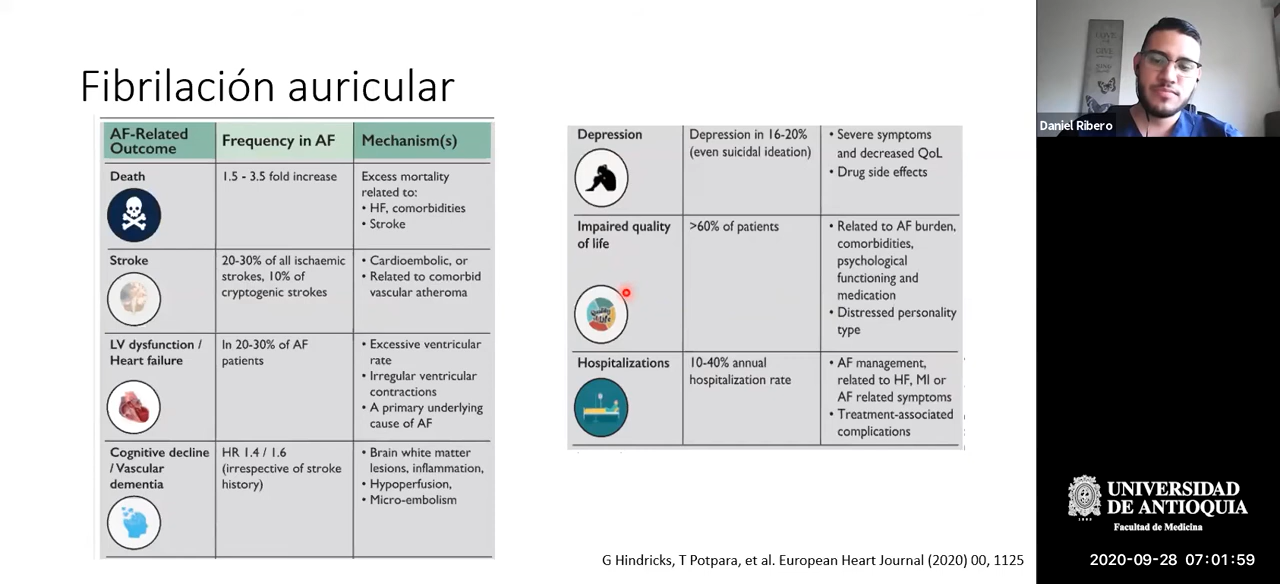 Fibrilación auricular
AF-Related
Outcome
Frequency in AF
Mechanism(s)
Death
1.5 - 3.5 fold increase
Excess mortality
related to:
• HF, comorbidities
• Stroke
Stroke
20-30% of all ischaemic
strokes, 10% of
cryptogenic strokes
• Cardioembolic, or
• Related to comorbid
vascular atheroma
LV dysfunction /
Heart failure
In 20-30% of AF
patients
• Excessive ventricular
rate
• Irregular ventricular
contractions
• A primary underlying
cause of AF
Cognitive decline
/ Vascular
dementia
HR 1.4 / 1.6
(irrespective of stroke
history)
• Brain white matter
lesions, inflammation,
• Hypoperfusion,
• Micro-embolism
Depression
Depression in 16-20%
(even suicidal ideation)
• Severe symptoms
and decreased QoL
• Drug side effects
Impaired quality
of life
Quality
of Life
>60% of patients
• Related to AF burden,
comorbidities,
psychological
functioning and
medication
• Distressed personality
type
Hospitalizations
10-40% annual
hospitalization rate
• AF management,
related to HF, MI or
AF related symptoms
• Treatment-associated
complications
G Hindricks, T Potpara, et al. European Heart Journal (2020) 00, 1125
LOVE
GIVE
Daniel Ribero
UNIVERSIDAD
DE ANTIOQUIA
1803
Facultad de Medicina
2020-09-28 07:01:59